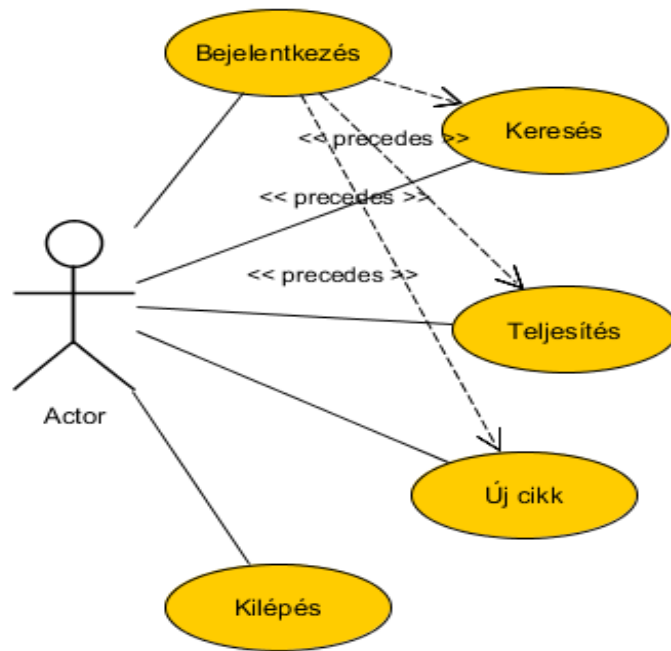 Bejelentkezés
Keresés
<< precedes >>
<< precedes >>
<< precedes >>
Teljesítés
Actor
Új cikk
Kilépés